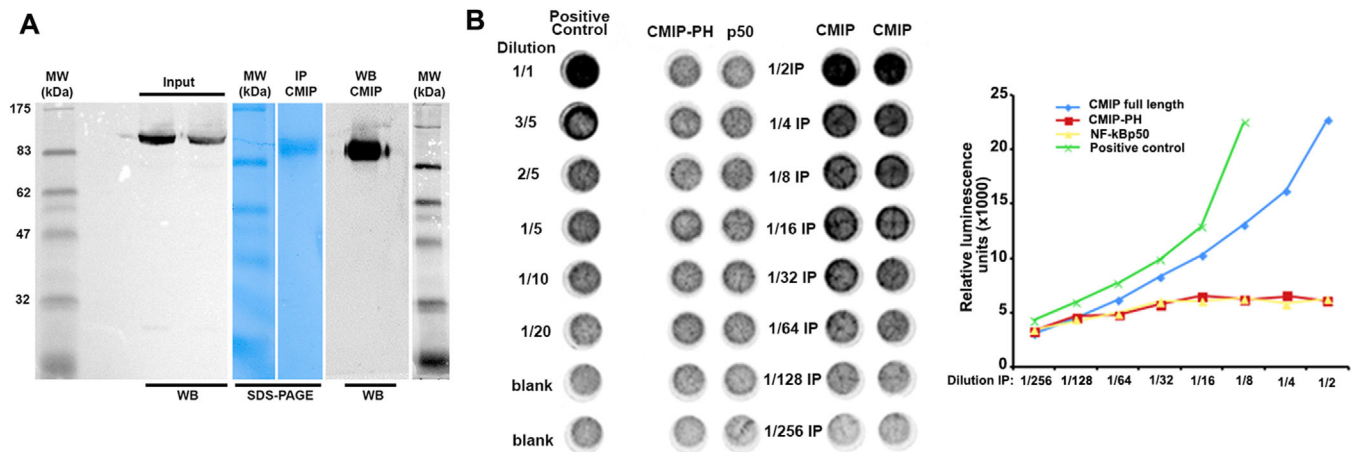 A
MW
(kDa)
Input
MW
(kDa)
IP
CMIP
WB
CMIP
MW
(kDa)
175
83
62
47
32
WB
SDS-PAGE
WB
B
Positive
Control
CMIP-PH
p50
CMIP
CMIP
Dilution
1/1
1/2IP
3/5
1/4 IP
2/5
1/8 IP
1/5
1/16 IP
1/10
1/32 IP
1/20
1/64 IP
blank
1/128 IP
blank
1/256 IP
Relative luminescence
units (x1000)
25
20
15
10
5
0
CMIP full length
CMIP-PH
NF-kBp50
Positive control
Dilution IP: 1/256 1/128 1/64 1/32 1/16 1/8 1/4 1/2